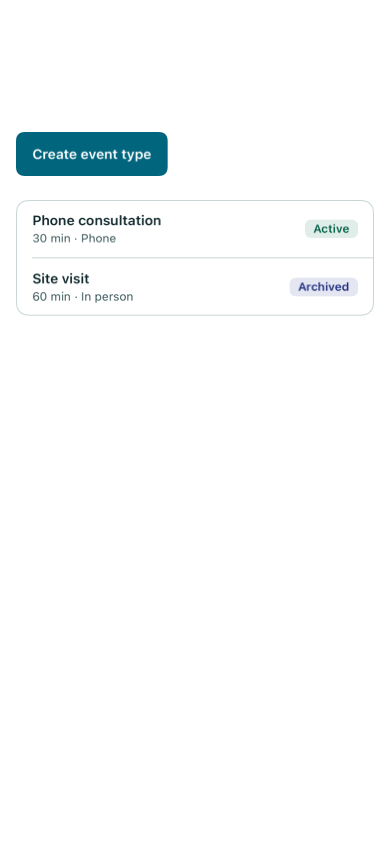 Create event type
Phone consultation
30 min · Phone
Active
Site visit
60 min · In person
Archived